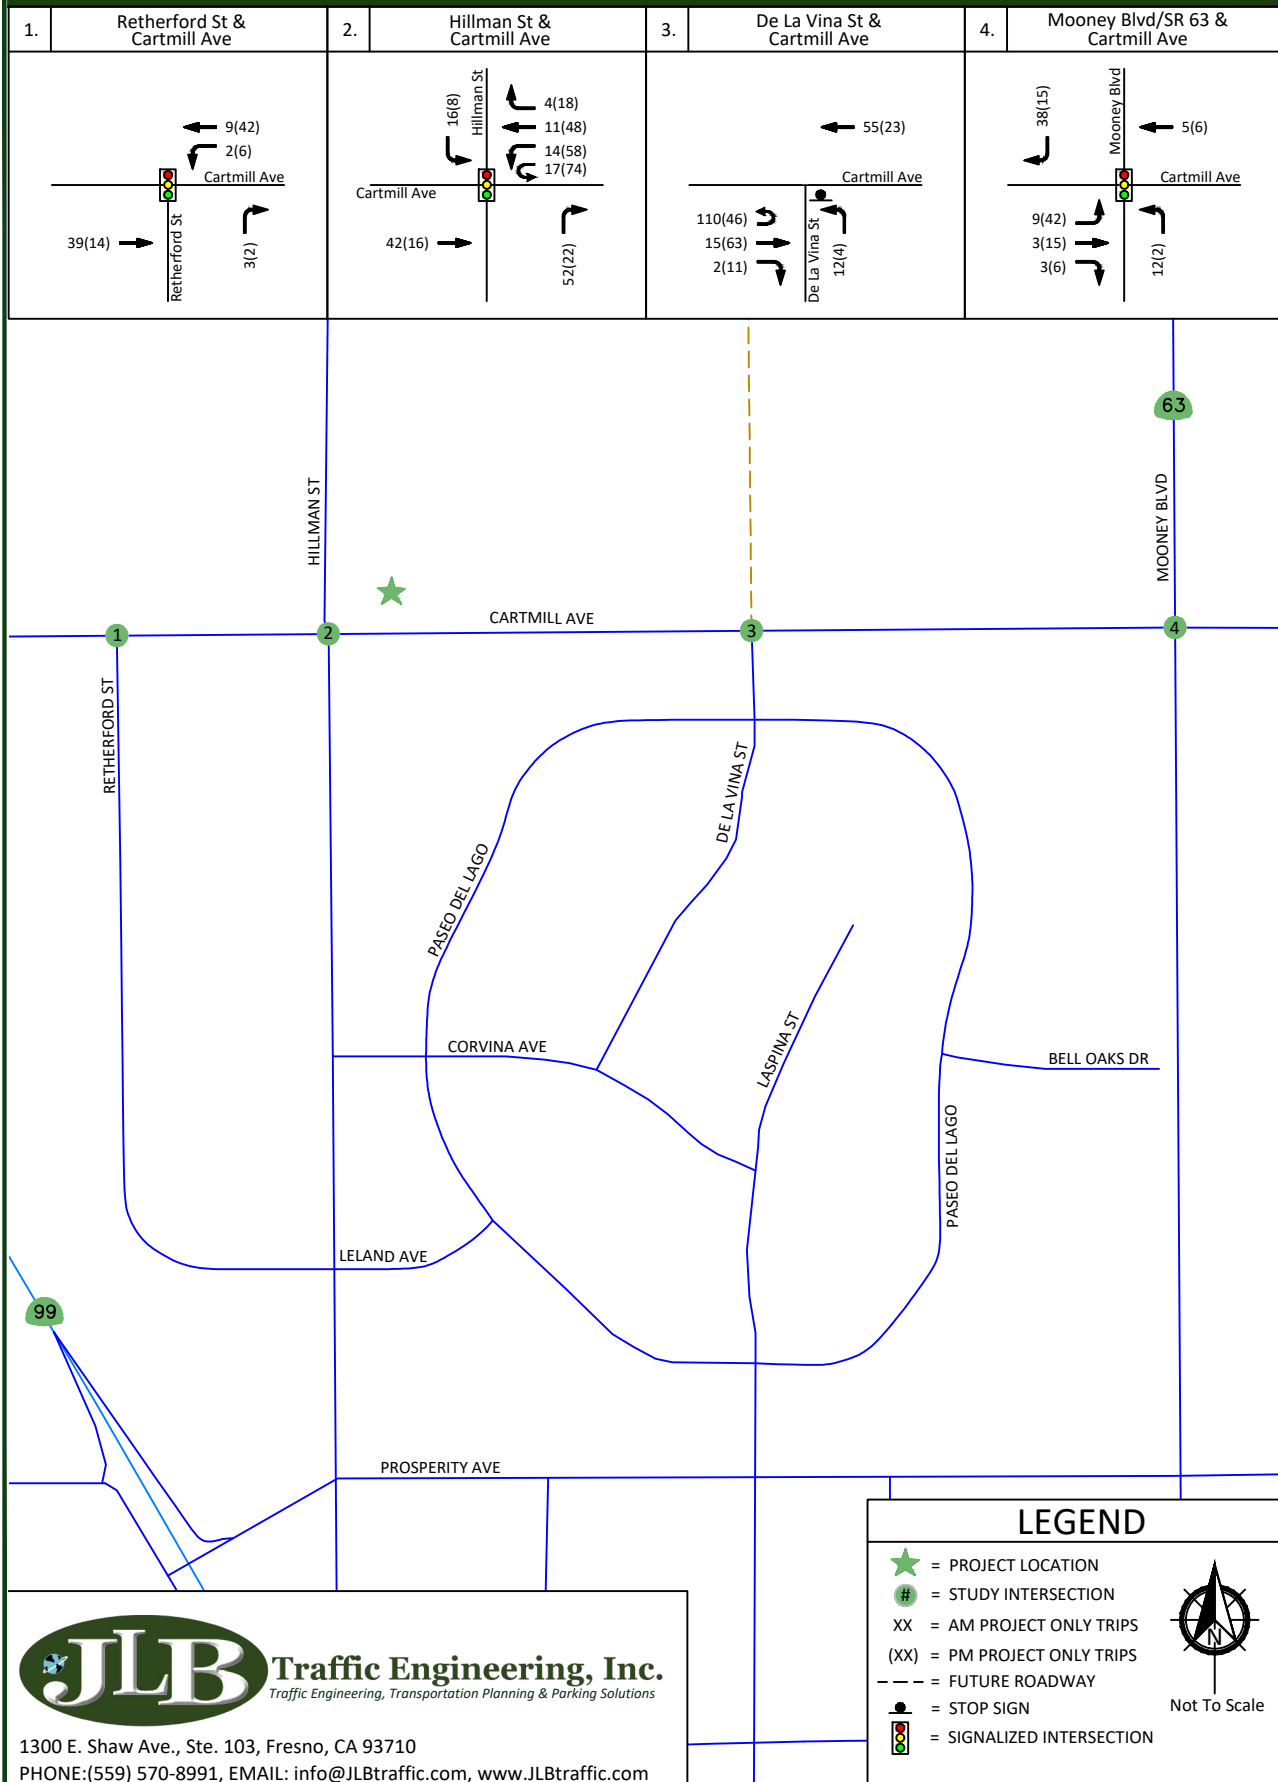 1.
Retherford St &
Cartmill Ave
2.
Hillman St &
Cartmill Ave
3.
De La Vina St &
Cartmill Ave
4.
Mooney Blvd/SR 63 &
Cartmill Ave
9(42)
2(6)
Cartmill Ave
39(14)
Retherford St
3(2)
16(8)
Hillman St
4(18)
11(48)
14(58)
17(74)
Cartmill Ave
42(16)
52(22)
55(23)
Cartmill Ave
110(46)
15(63)
2(11)
De La Vina St
12(4)
38(15)
Mooney Blvd
5(6)
Cartmill Ave
9(42)
3(15)
3(6)
12(2)
63
HILLMAN ST
MOONEY BLVD
CARTMILL AVE
1
2
3
4
RETHERFORD ST
DE LA VINA ST
PASEO DEL LAGO
CORVINA AVE
LASPINA ST
BELL OAKS DR
PASEO DEL LAGO
LELAND AVE
99
PROSPERITY AVE
LEGEND
= PROJECT LOCATION
# = STUDY INTERSECTION
XX = AM PROJECT ONLY TRIPS
(XX) = PM PROJECT ONLY TRIPS
= FUTURE ROADWAY
= STOP SIGN
= SIGNALIZED INTERSECTION
N
Not To Scale
JLB
Traffic Engineering, Inc.
Traffic Engineering, Transportation Planning & Parking Solutions
1300 E. Shaw Ave., Ste. 103, Fresno, CA 93710
PHONE:(559) 570-8991, EMAIL: info@JLBtraffic.com, www.JLBtraffic.com